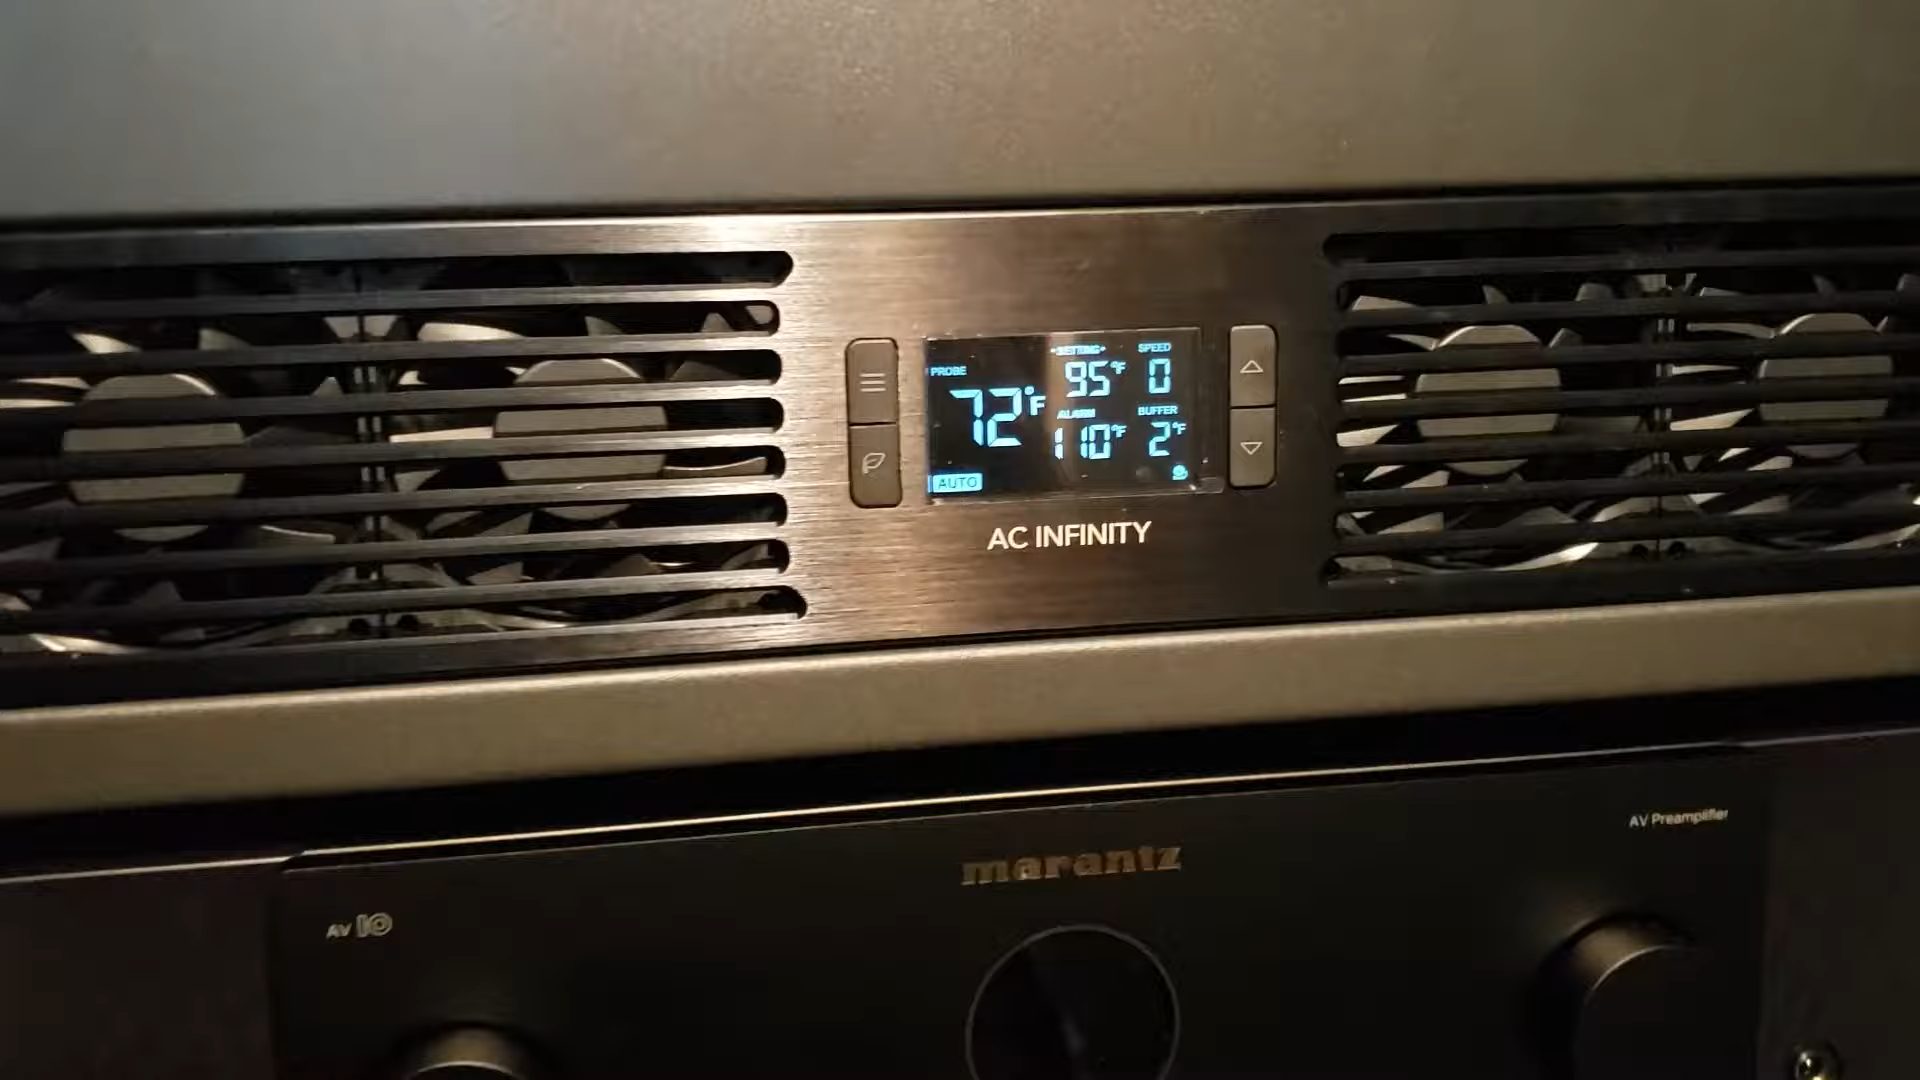 PROBE
72°F
AUTO
SETTING
95°F
ALARM
110°F
SPEED
0
BUFFER
2°F
AC INFINITY
AV Preamplifier
marantz
AV 10